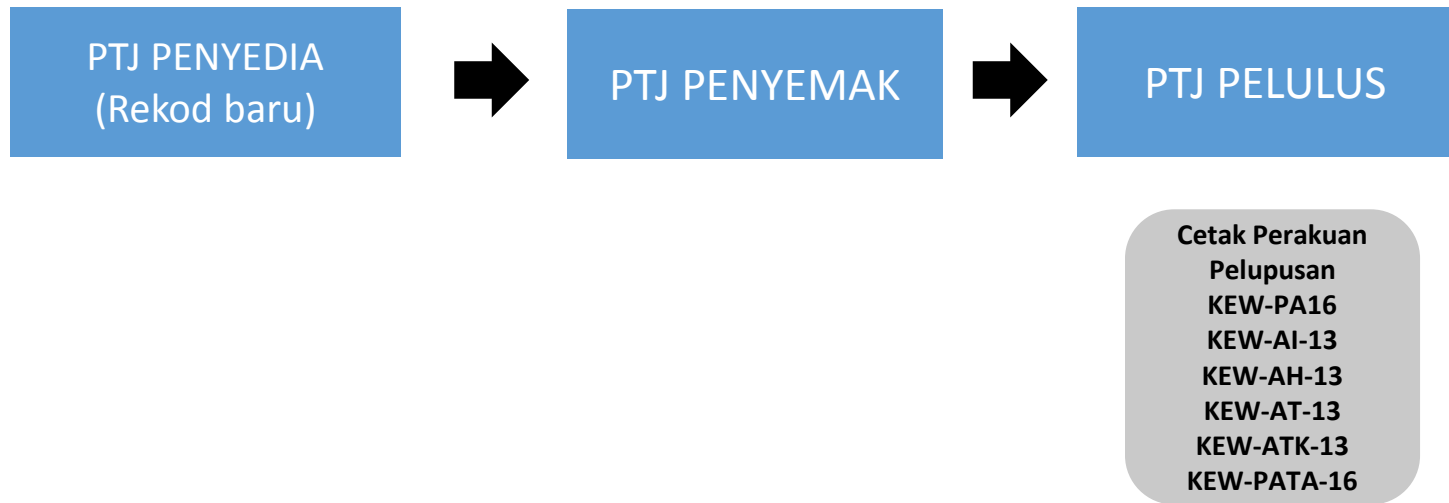 PTJ PENYEDIA
(Rekod baru)
PTJ PENYEMAK
PTJ PELULUS
Cetak Perakuan
Pelupusan
KEW-PA16
KEW-AI-13
KEW-AH-13
KEW-AT-13
KEW-ATK-13
KEW-PATA-16